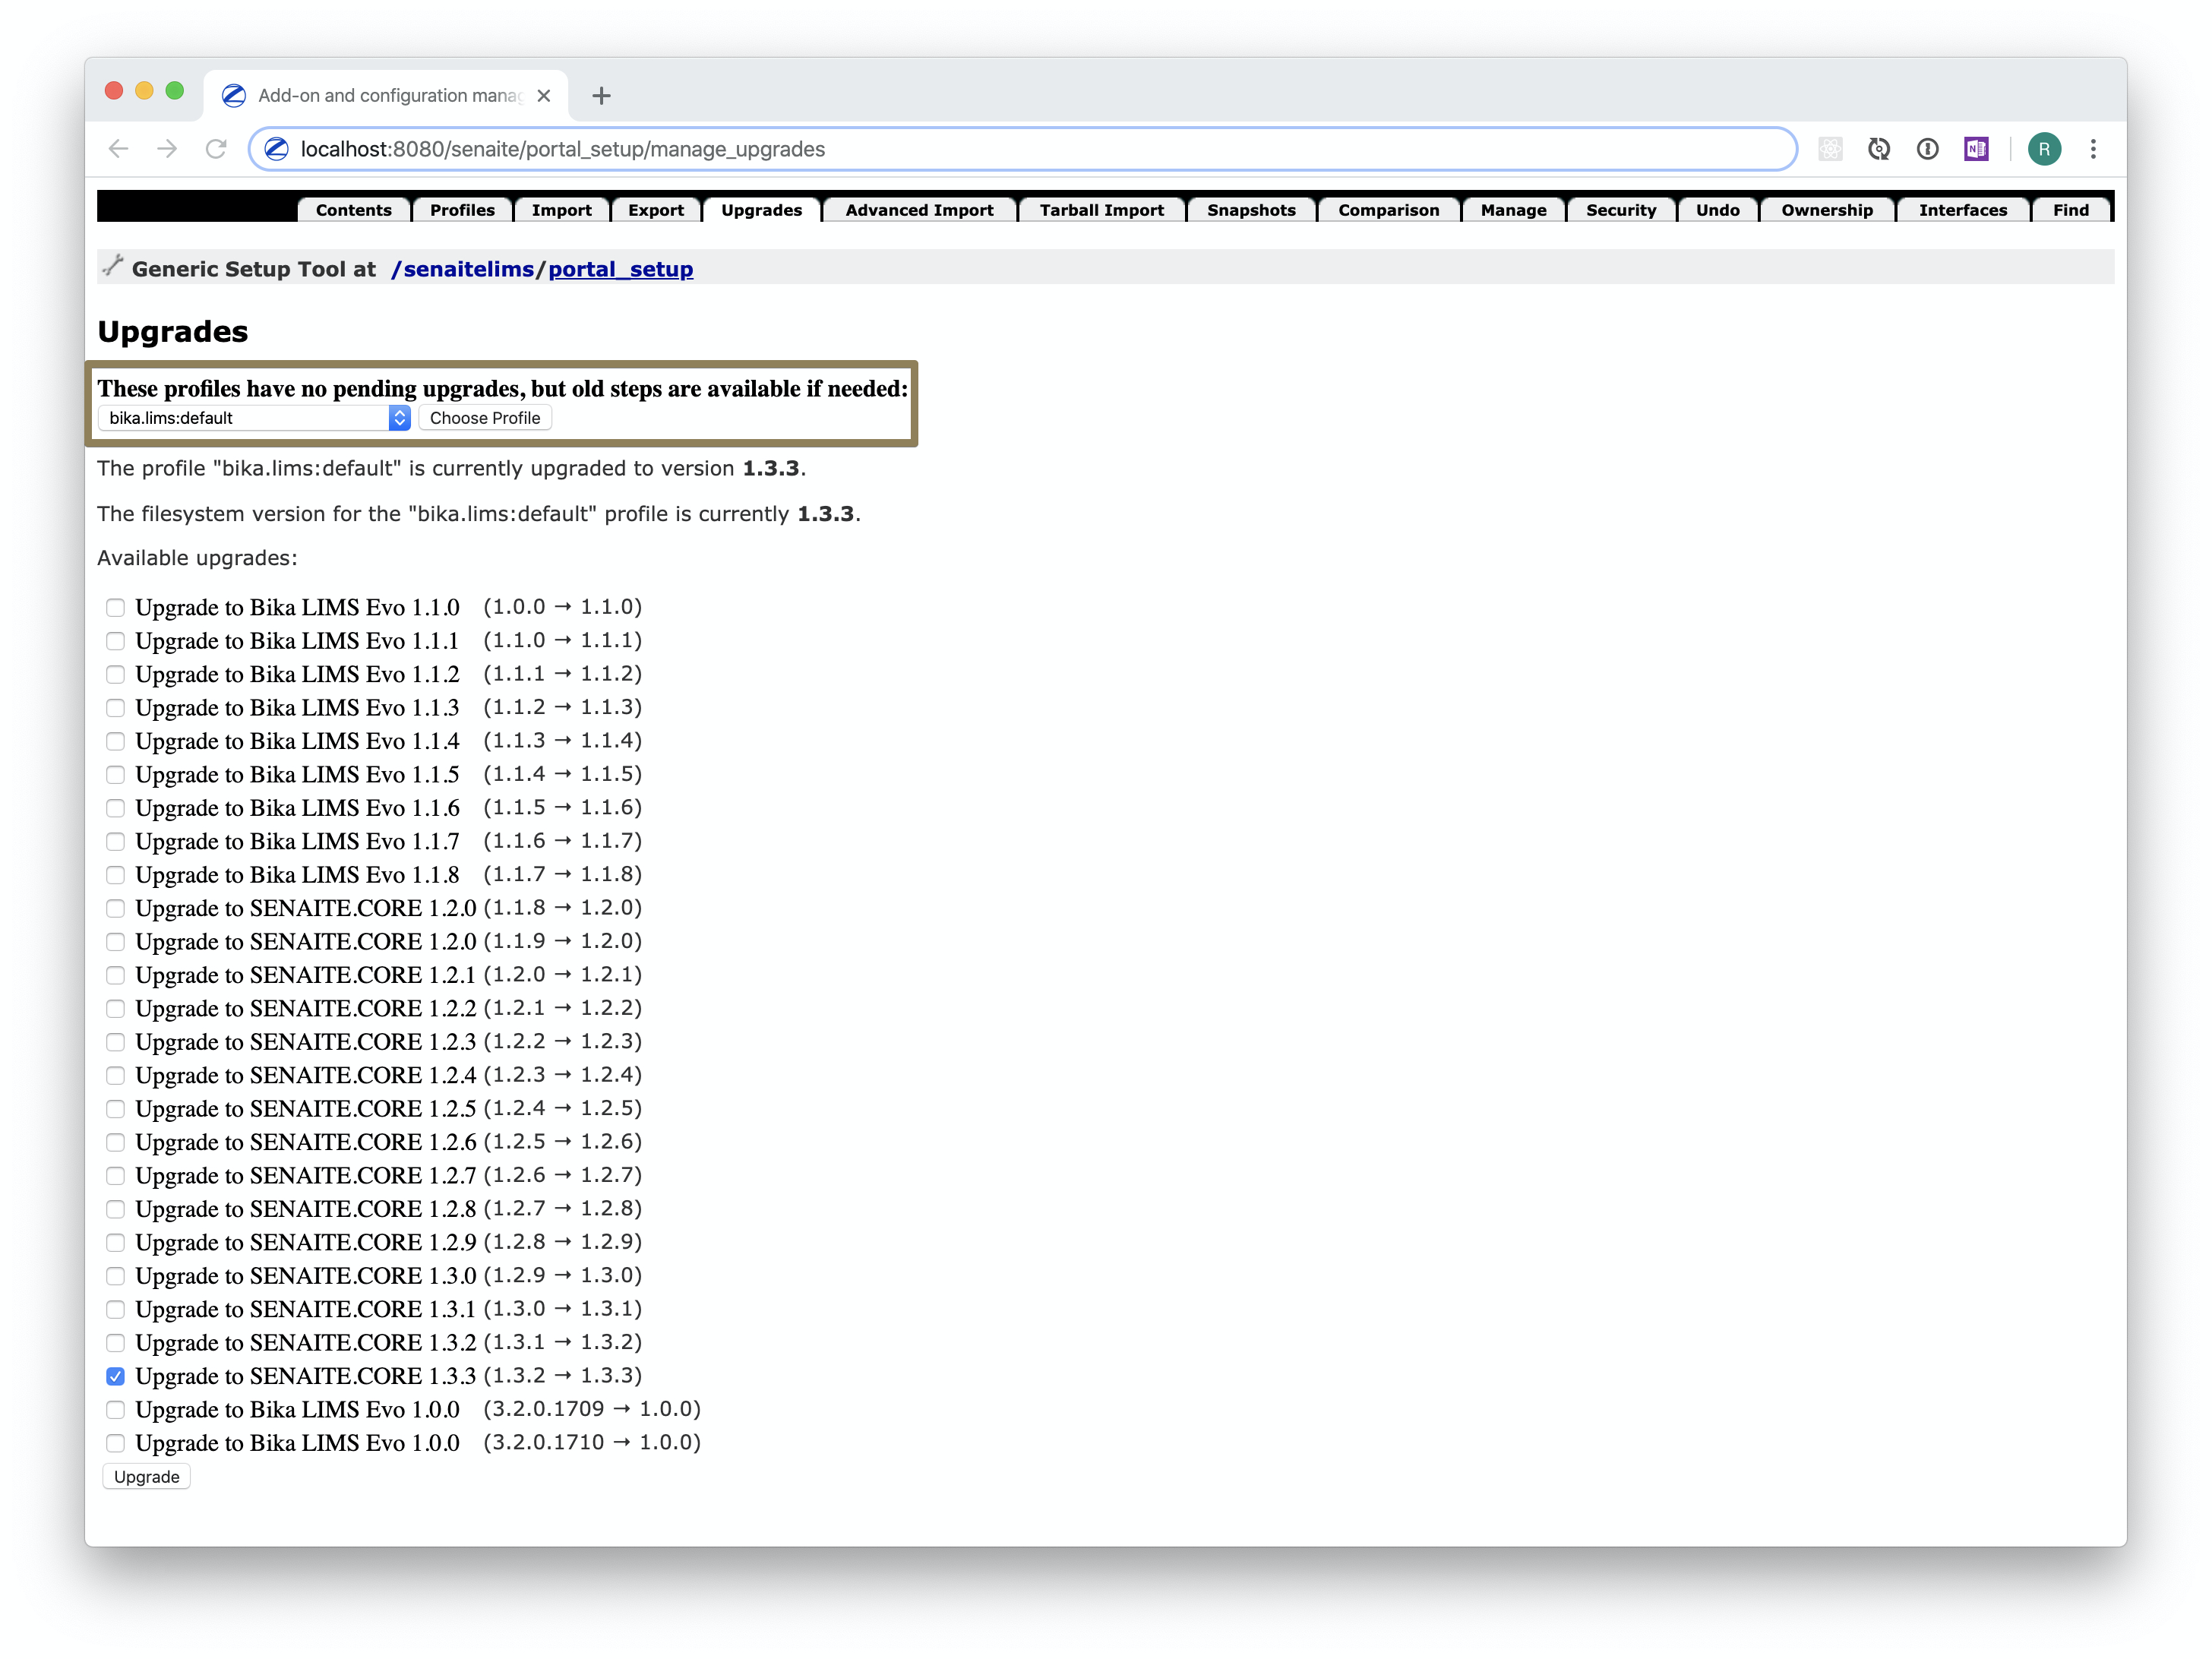 Add-on and configuration manag
localhost:8080/senaite/portal_setup/manage_upgrades
R
Contents Profiles Import Export Upgrades Advanced Import Tarball Import Snapshots Comparison Manage Security Undo Ownership Interfaces Find
Generic Setup Tool at /senaitelims/portal_setup
Upgrades
These profiles have no pending upgrades, but old steps are available if needed:
bika.lims:default Choose Profile
The profile "bika.lims:default" is currently upgraded to version 1.3.3.
The filesystem version for the "bika.lims:default" profile is currently 1.3.3.
Available upgrades:
Upgrade to Bika LIMS Evo 1.1.0 (1.0.0 → 1.1.0)
Upgrade to Bika LIMS Evo 1.1.1 (1.1.0 → 1.1.1)
Upgrade to Bika LIMS Evo 1.1.2 (1.1.1 → 1.1.2)
Upgrade to Bika LIMS Evo 1.1.3 (1.1.2 → 1.1.3)
Upgrade to Bika LIMS Evo 1.1.4 (1.1.3 → 1.1.4)
Upgrade to Bika LIMS Evo 1.1.5 (1.1.4 → 1.1.5)
Upgrade to Bika LIMS Evo 1.1.6 (1.1.5 → 1.1.6)
Upgrade to Bika LIMS Evo 1.1.7 (1.1.6 → 1.1.7)
Upgrade to Bika LIMS Evo 1.1.8 (1.1.7 → 1.1.8)
Upgrade to SENAITE.CORE 1.2.0 (1.1.8 → 1.2.0)
Upgrade to SENAITE.CORE 1.2.0 (1.1.9 → 1.2.0)
Upgrade to SENAITE.CORE 1.2.1 (1.2.0 → 1.2.1)
Upgrade to SENAITE.CORE 1.2.2 (1.2.1 → 1.2.2)
Upgrade to SENAITE.CORE 1.2.3 (1.2.2 → 1.2.3)
Upgrade to SENAITE.CORE 1.2.4 (1.2.3 → 1.2.4)
Upgrade to SENAITE.CORE 1.2.5 (1.2.4 → 1.2.5)
Upgrade to SENAITE.CORE 1.2.6 (1.2.5 → 1.2.6)
Upgrade to SENAITE.CORE 1.2.7 (1.2.6 → 1.2.7)
Upgrade to SENAITE.CORE 1.2.8 (1.2.7 → 1.2.8)
Upgrade to SENAITE.CORE 1.2.9 (1.2.8 → 1.2.9)
Upgrade to SENAITE.CORE 1.3.0 (1.2.9 → 1.3.0)
Upgrade to SENAITE.CORE 1.3.1 (1.3.0 → 1.3.1)
Upgrade to SENAITE.CORE 1.3.2 (1.3.1 → 1.3.2)
Upgrade to SENAITE.CORE 1.3.3 (1.3.2 → 1.3.3)
Upgrade to Bika LIMS Evo 1.0.0 (3.2.0.1709 → 1.0.0)
Upgrade to Bika LIMS Evo 1.0.0 (3.2.0.1710 → 1.0.0)
Upgrade